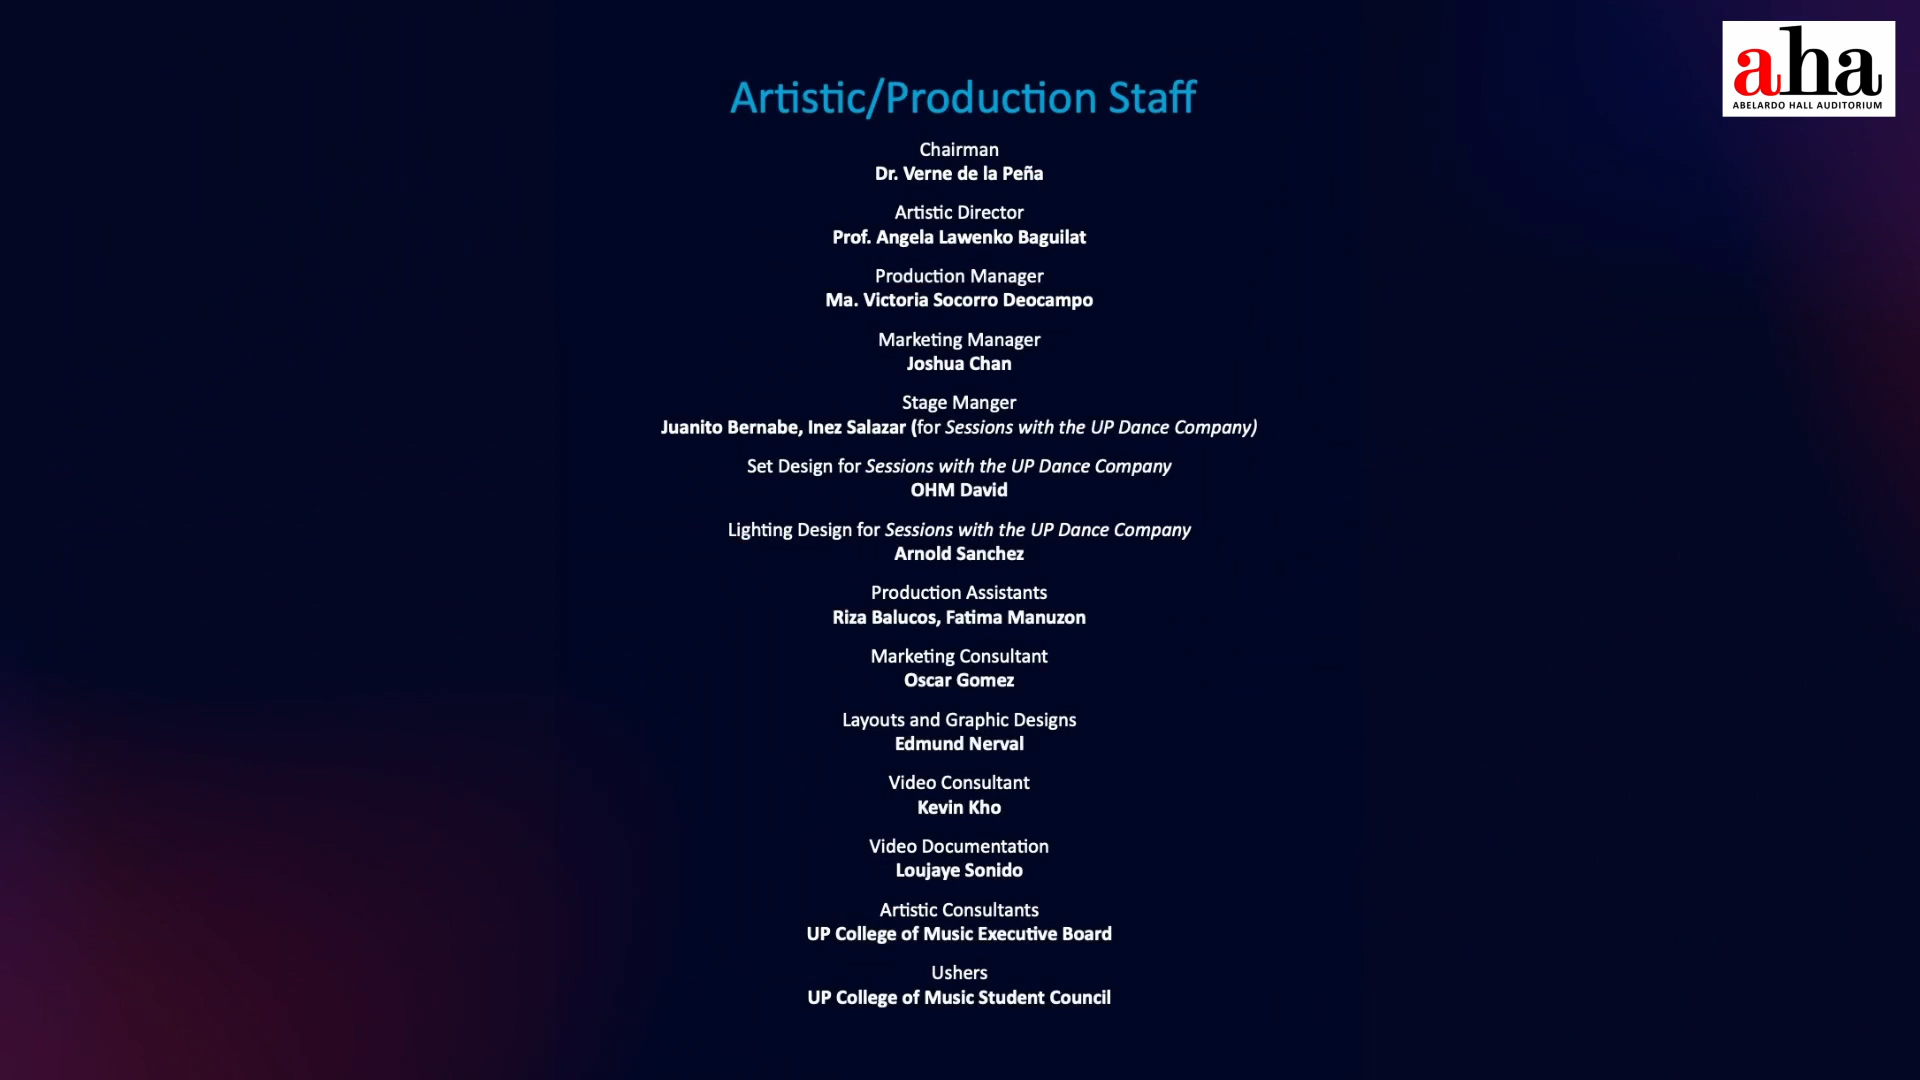 aha
ABELARDO HALL AUDITORIUM
Artistic/Production Staff
Chairman
Dr. Verne de la Peña
Artistic Director
Prof. Angela Lawenko Baguilat
Production Manager
Ma. Victoria Socorro Deocampo
Marketing Manager
Joshua Chan
Stage Manger
Juanito Bernabe, Inez Salazar (for Sessions with the UP Dance Company)
Set Design for Sessions with the UP Dance Company
OHM David
Lighting Design for Sessions with the UP Dance Company
Arnold Sanchez
Production Assistants
Riza Balucos, Fatima Manuzon
Marketing Consultant
Oscar Gomez
Layouts and Graphic Designs
Edmund Nerval
Video Consultant
Kevin Kho
Video Documentation
Loujaye Sonido
Artistic Consultants
UP College of Music Executive Board
Ushers
UP College of Music Student Council